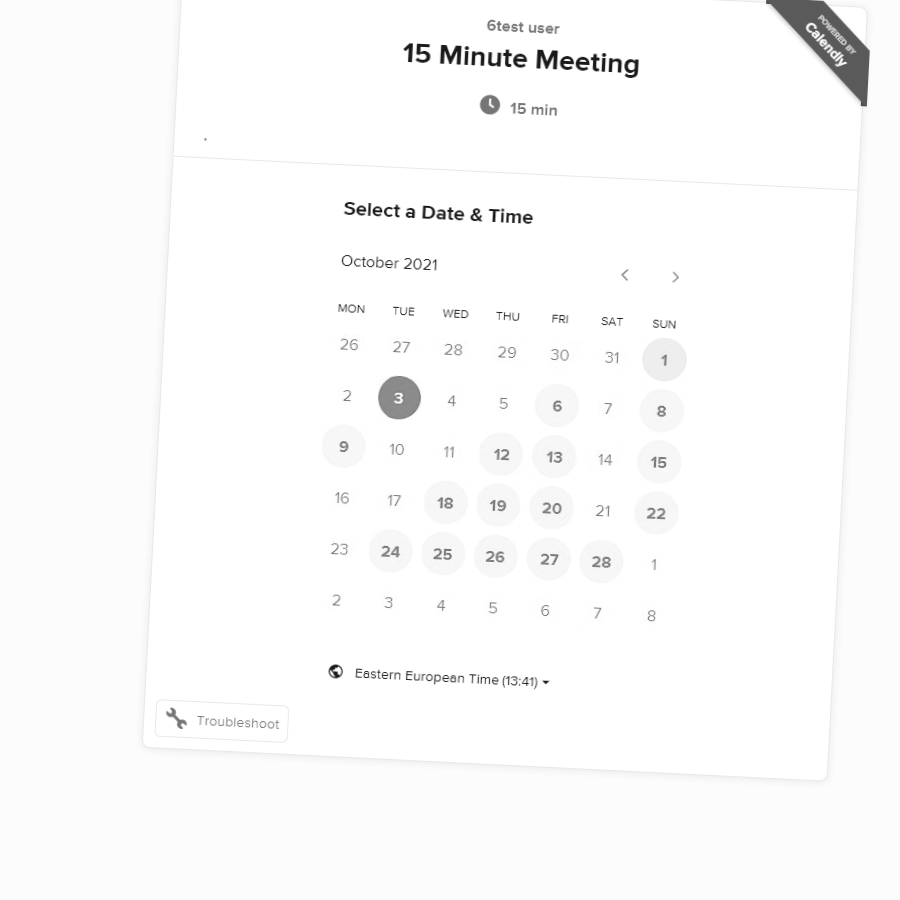 6test user
POWERED BY
Calendly
15 Minute Meeting
15 min
.
Select a Date & Time
October 2021
MON TUE WED THU FRI SAT SUN
26 27 28 29 30 31 1
2 3 4 5 6 7 8
9 10 11 12 13 14 15
16 17 18 19 20 21 22
23 24 25 26 27 28 1
2 3 4 5 6 7 8
Eastern European Time (13:41)
Troubleshoot